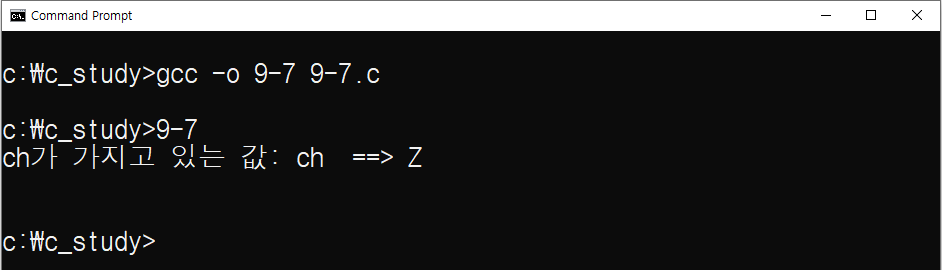 Command Prompt
c:₩c_study>gcc -o 9-7 9-7.c
c:₩c_study>9-7
ch가 가지고 있는 값: ch  ==> Z
c:₩c_study>